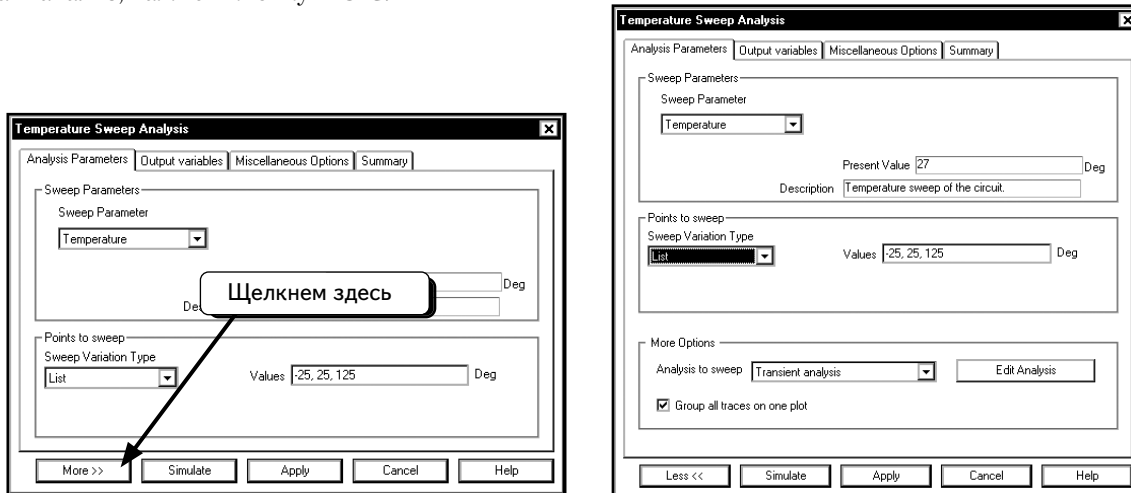 Temperature Sweep Analysis
Analysis Parameters Output variables Miscellaneous Options Summary
Sweep Parameters
Sweep Parameter
Temperature
Deg
Щелкнем здесь
Des
Points to sweep
Sweep Variation Type
List
Values -25, 25, 125 Deg
More >> Simulate Apply Cancel Help
Temperature Sweep Analysis
Analysis Parameters Output variables Miscellaneous Options Summary
Sweep Parameters
Sweep Parameter
Temperature
Present Value 27 Deg
Description Temperature sweep of the circuit.
Points to sweep
Sweep Variation Type
List
Values -25, 25, 125 Deg
More Options
Analysis to sweep Transient analysis Edit Analysis
Group all traces on one plot
Less << Simulate Apply Cancel Help